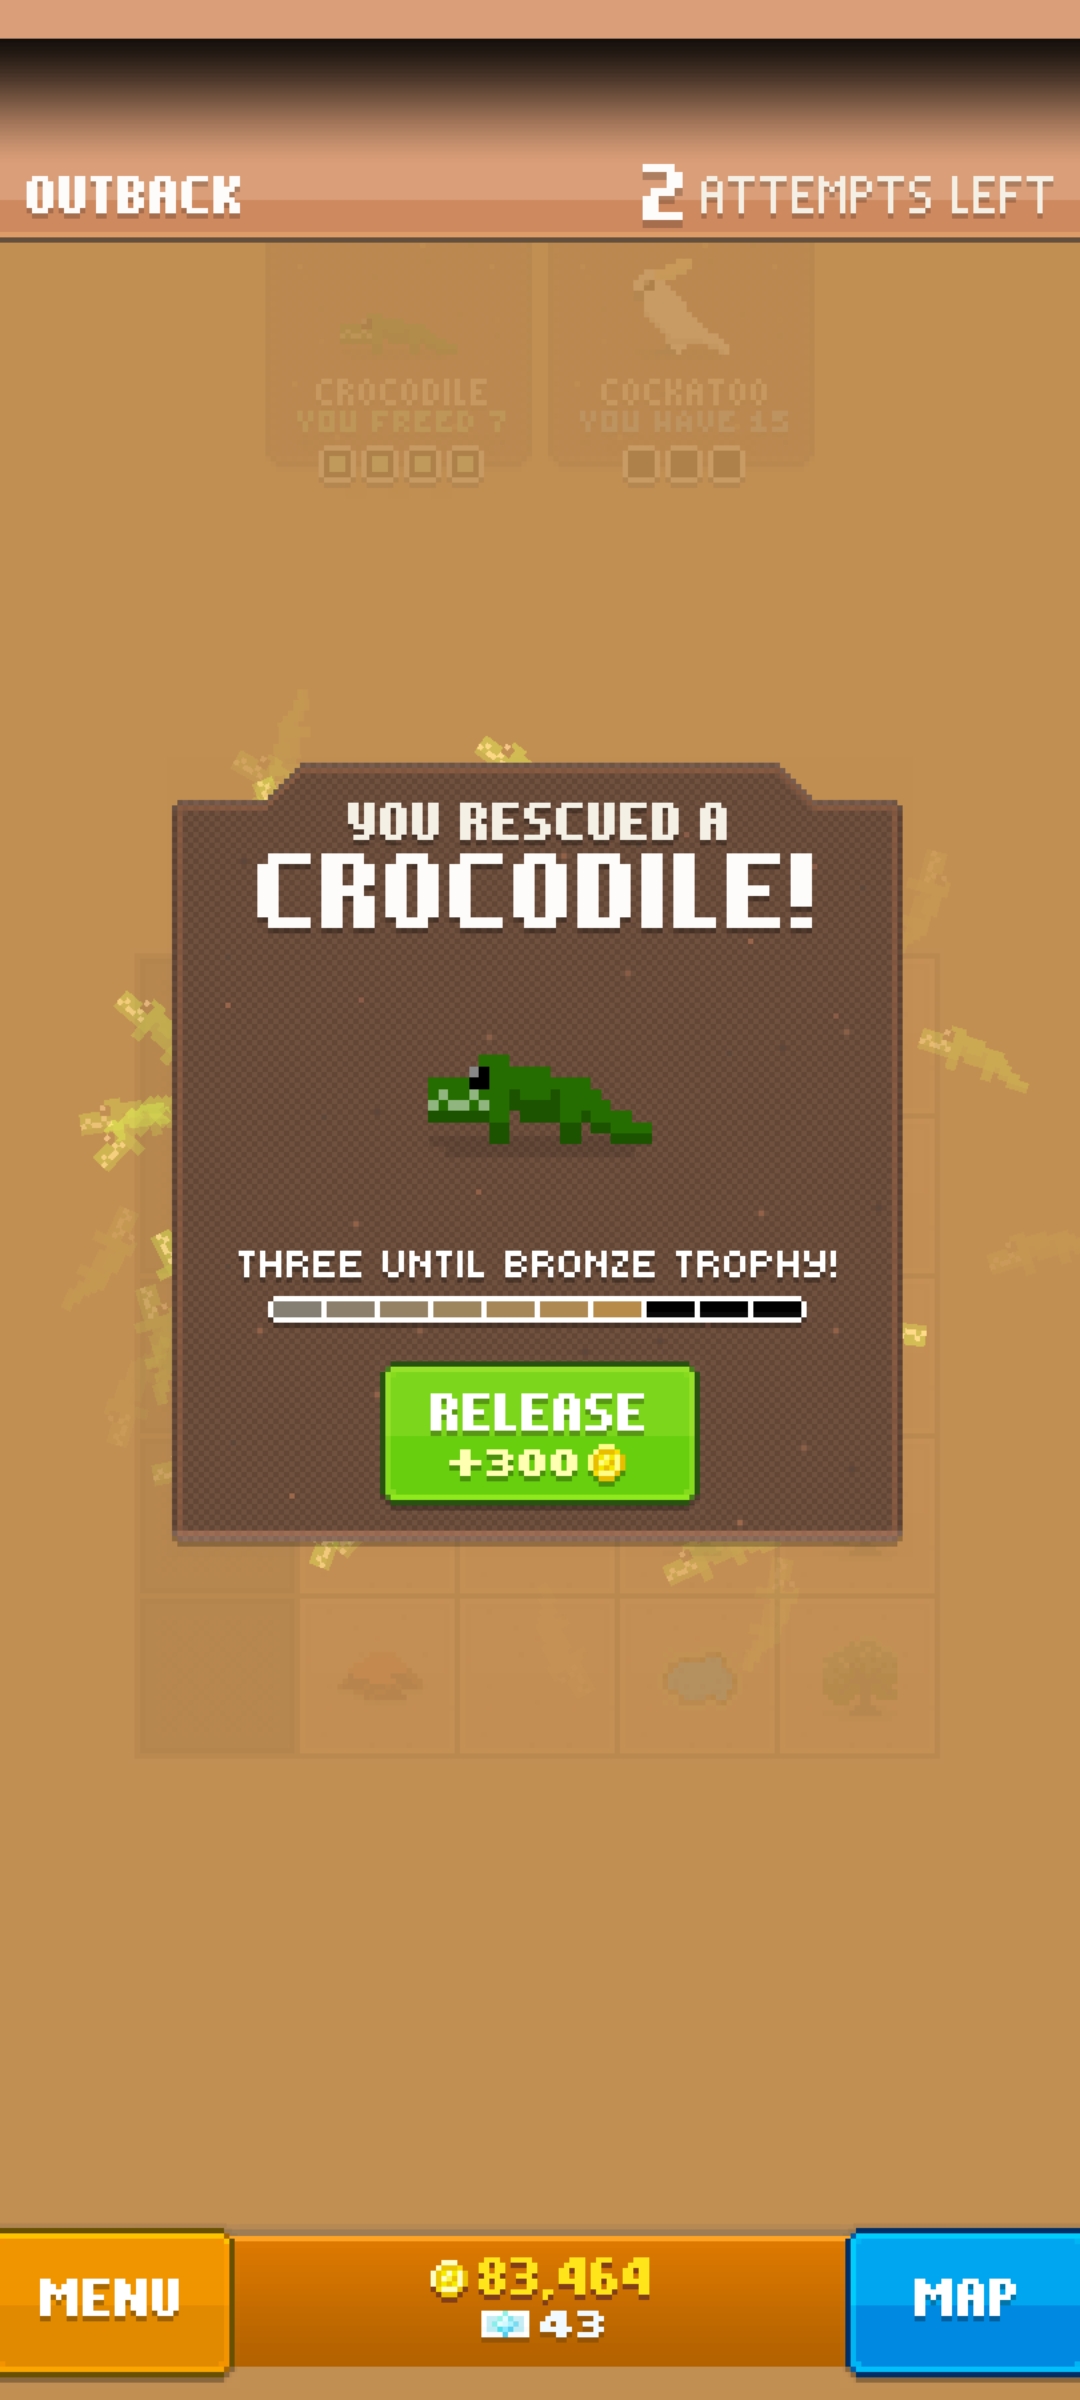 OUTBACK
2 ATTEMPTS LEFT
CROCODILE
YOU FREED 7
COCKATOO
YOU HAVE 15
YOU RESCUED A
CROCODILE!
THREE UNTIL BRONZE TROPHY!
RELEASE
+300
MENU
83,464
43
MAP